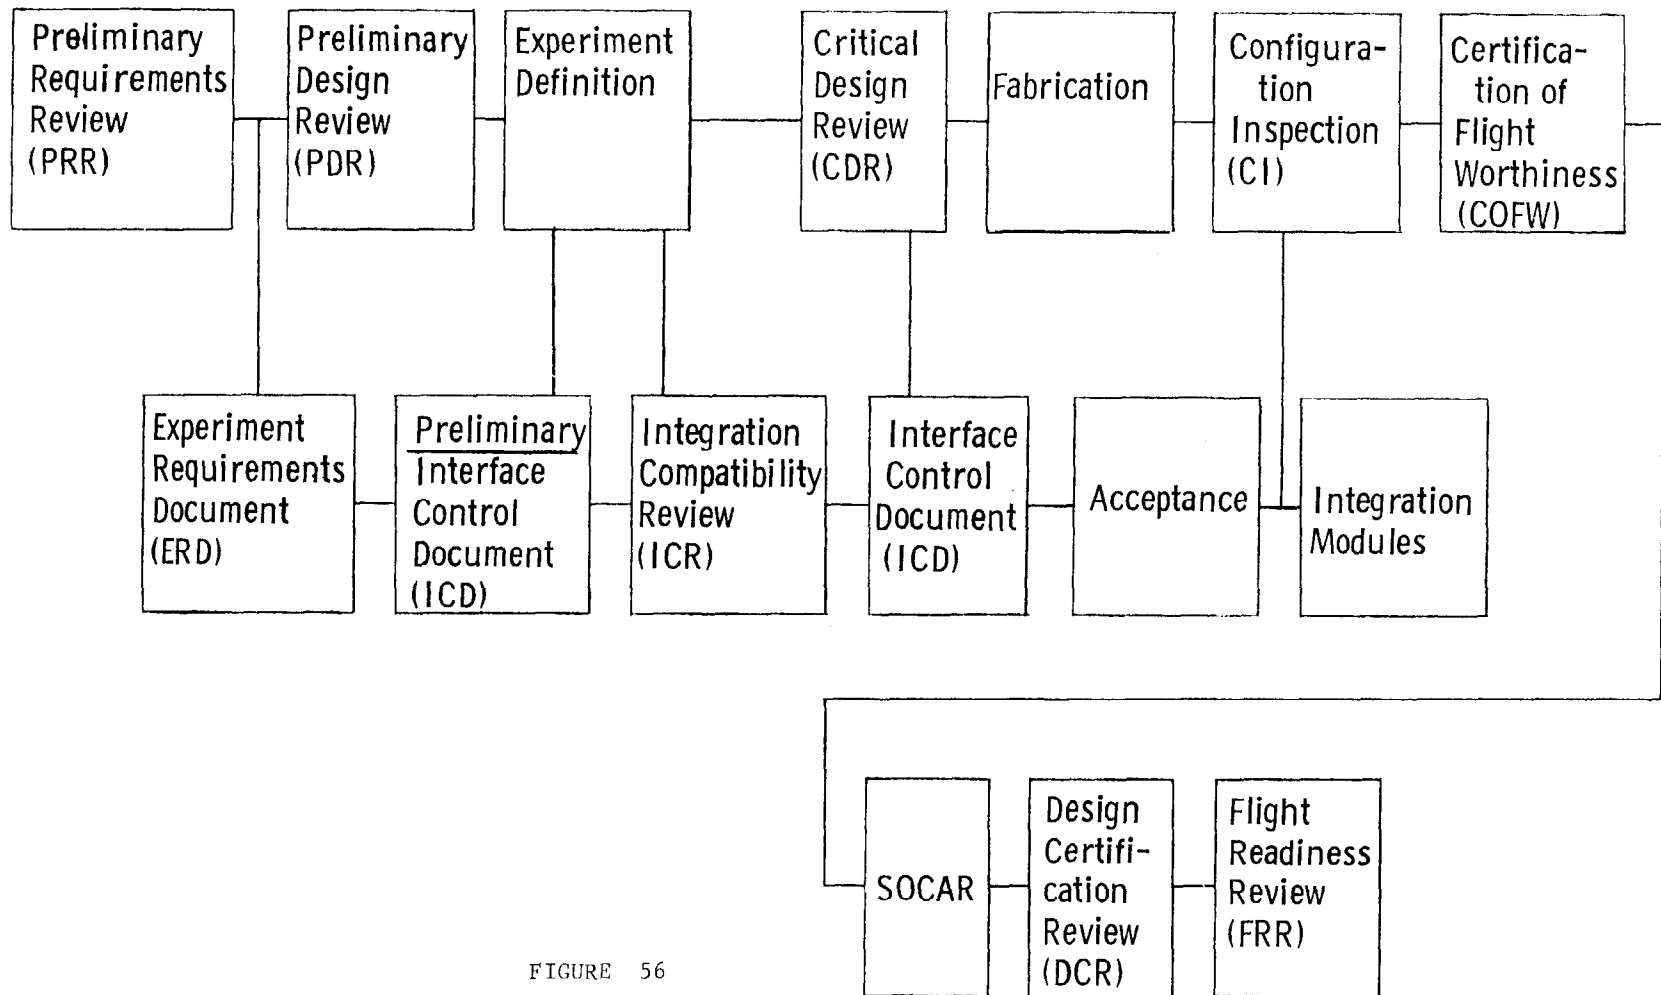 Preliminary
Requirements
Review
(PRR)
Preliminary
Design
Review
(PDR)
Experiment
Definition
Critical
Design
Review
(CDR)
Fabrication
Configura-
tion
Inspection
(CI)
Certifica-
tion of
Flight
Worthiness
(COFW)
Experiment
Requirements
Document
(ERD)
Preliminary
Interface
Control
Document
(ICD)
Integration
Compatibility
Review
(ICR)
Interface
Control
Document
(ICD)
Acceptance
Integration
Modules
SOCAR
Design
Certifi-
cation
Review
(DCR)
Flight
Readiness
Review
(FRR)
FIGURE 56